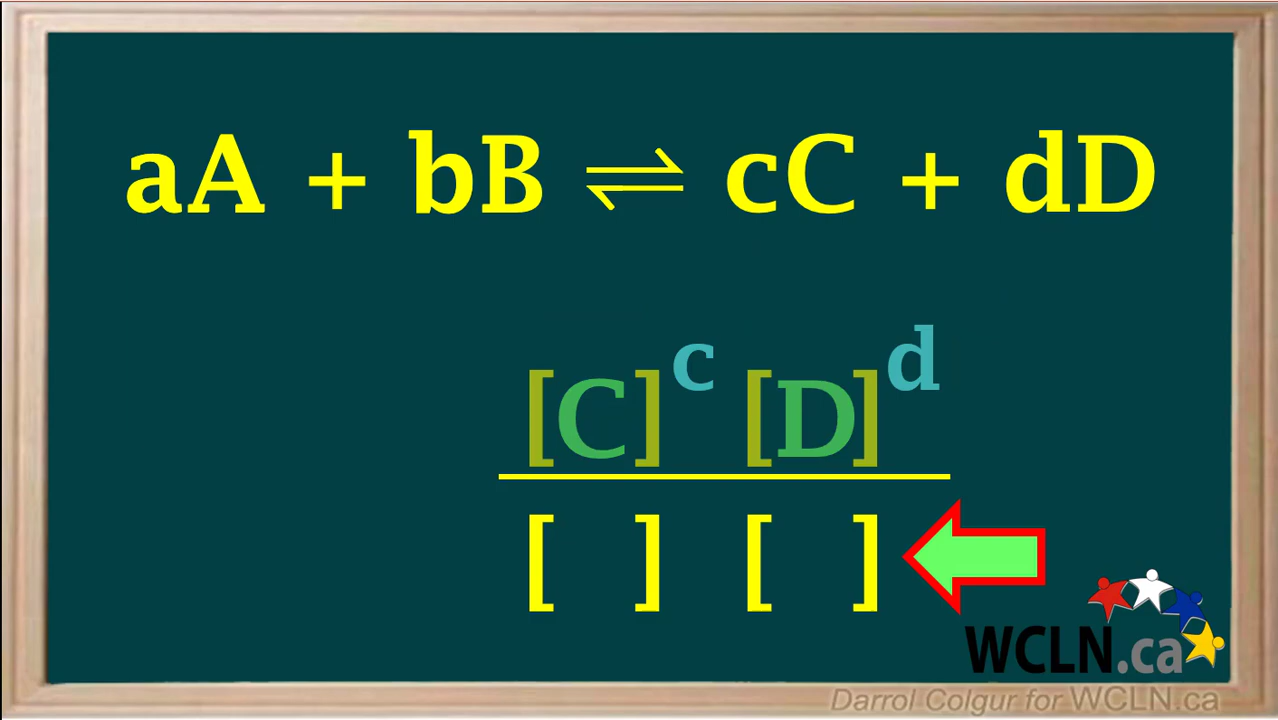 aA + bB ⇌ cC + dD
[C]ᶜ [D]ᵈ
[ ] [ ]
WCLN.ca
Darrol Colgur for WCLN.ca